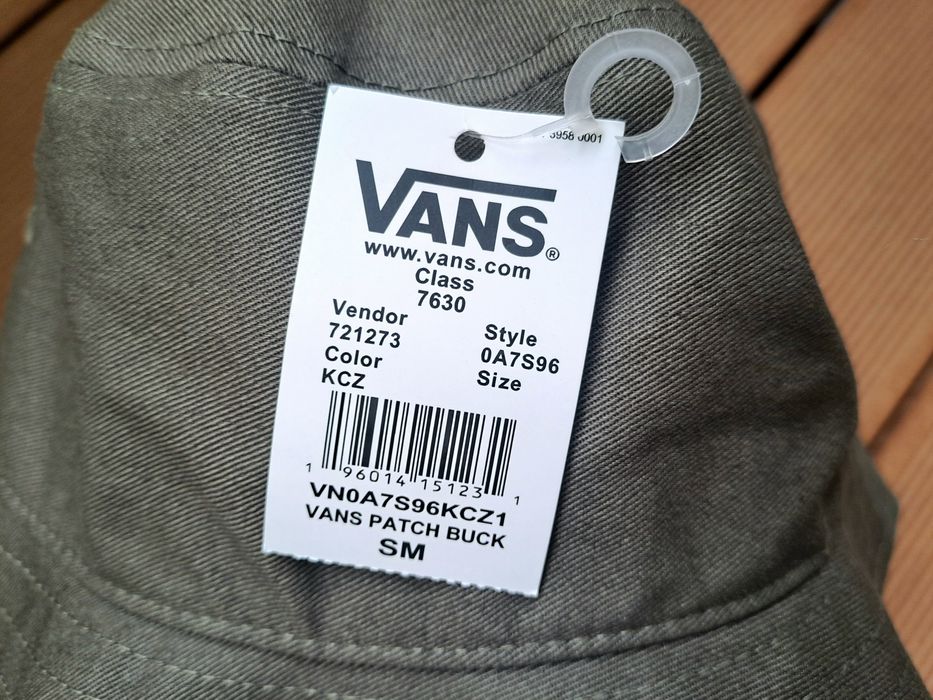 3958 0001
VANS®
www.vans.com
Class
7630
Vendor
721273
Style
0A7S96
Color
KCZ
Size
1 96014 15123 1
VN0A7S96KCZ1
VANS PATCH BUCK
SM